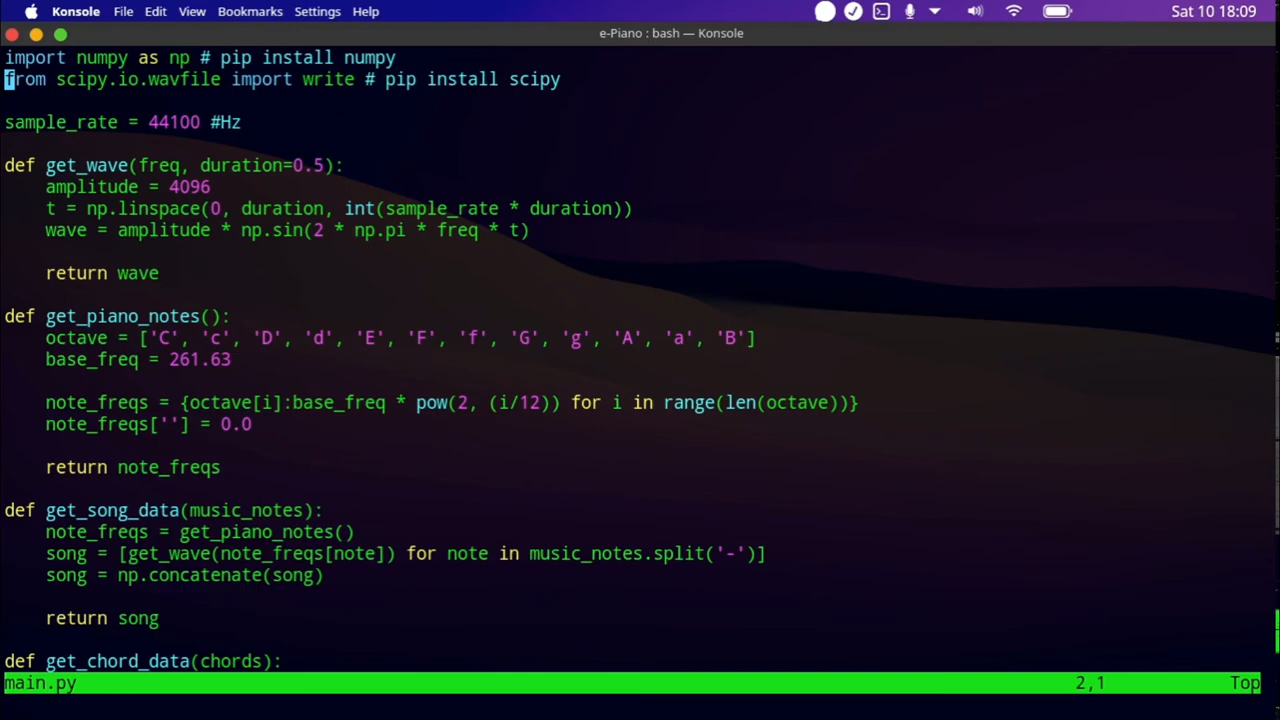 Konsole File Edit View Bookmarks Settings Help Sat 10 18:09
e-Piano : bash — Konsole
import numpy as np # pip install numpy
from scipy.io.wavfile import write # pip install scipy
sample_rate = 44100 #Hz
def get_wave(freq, duration=0.5):
    amplitude = 4096
    t = np.linspace(0, duration, int(sample_rate * duration))
    wave = amplitude * np.sin(2 * np.pi * freq * t)
    return wave
def get_piano_notes():
    octave = ['C', 'c', 'D', 'd', 'E', 'F', 'f', 'G', 'g', 'A', 'a', 'B']
    base_freq = 261.63
    note_freqs = {octave[i]:base_freq * pow(2, (i/12)) for i in range(len(octave))}
    note_freqs[''] = 0.0
    return note_freqs
def get_song_data(music_notes):
    note_freqs = get_piano_notes()
    song = [get_wave(note_freqs[note]) for note in music_notes.split('-')]
    song = np.concatenate(song)
    return song
def get_chord_data(chords):
main.py 2,1 Top